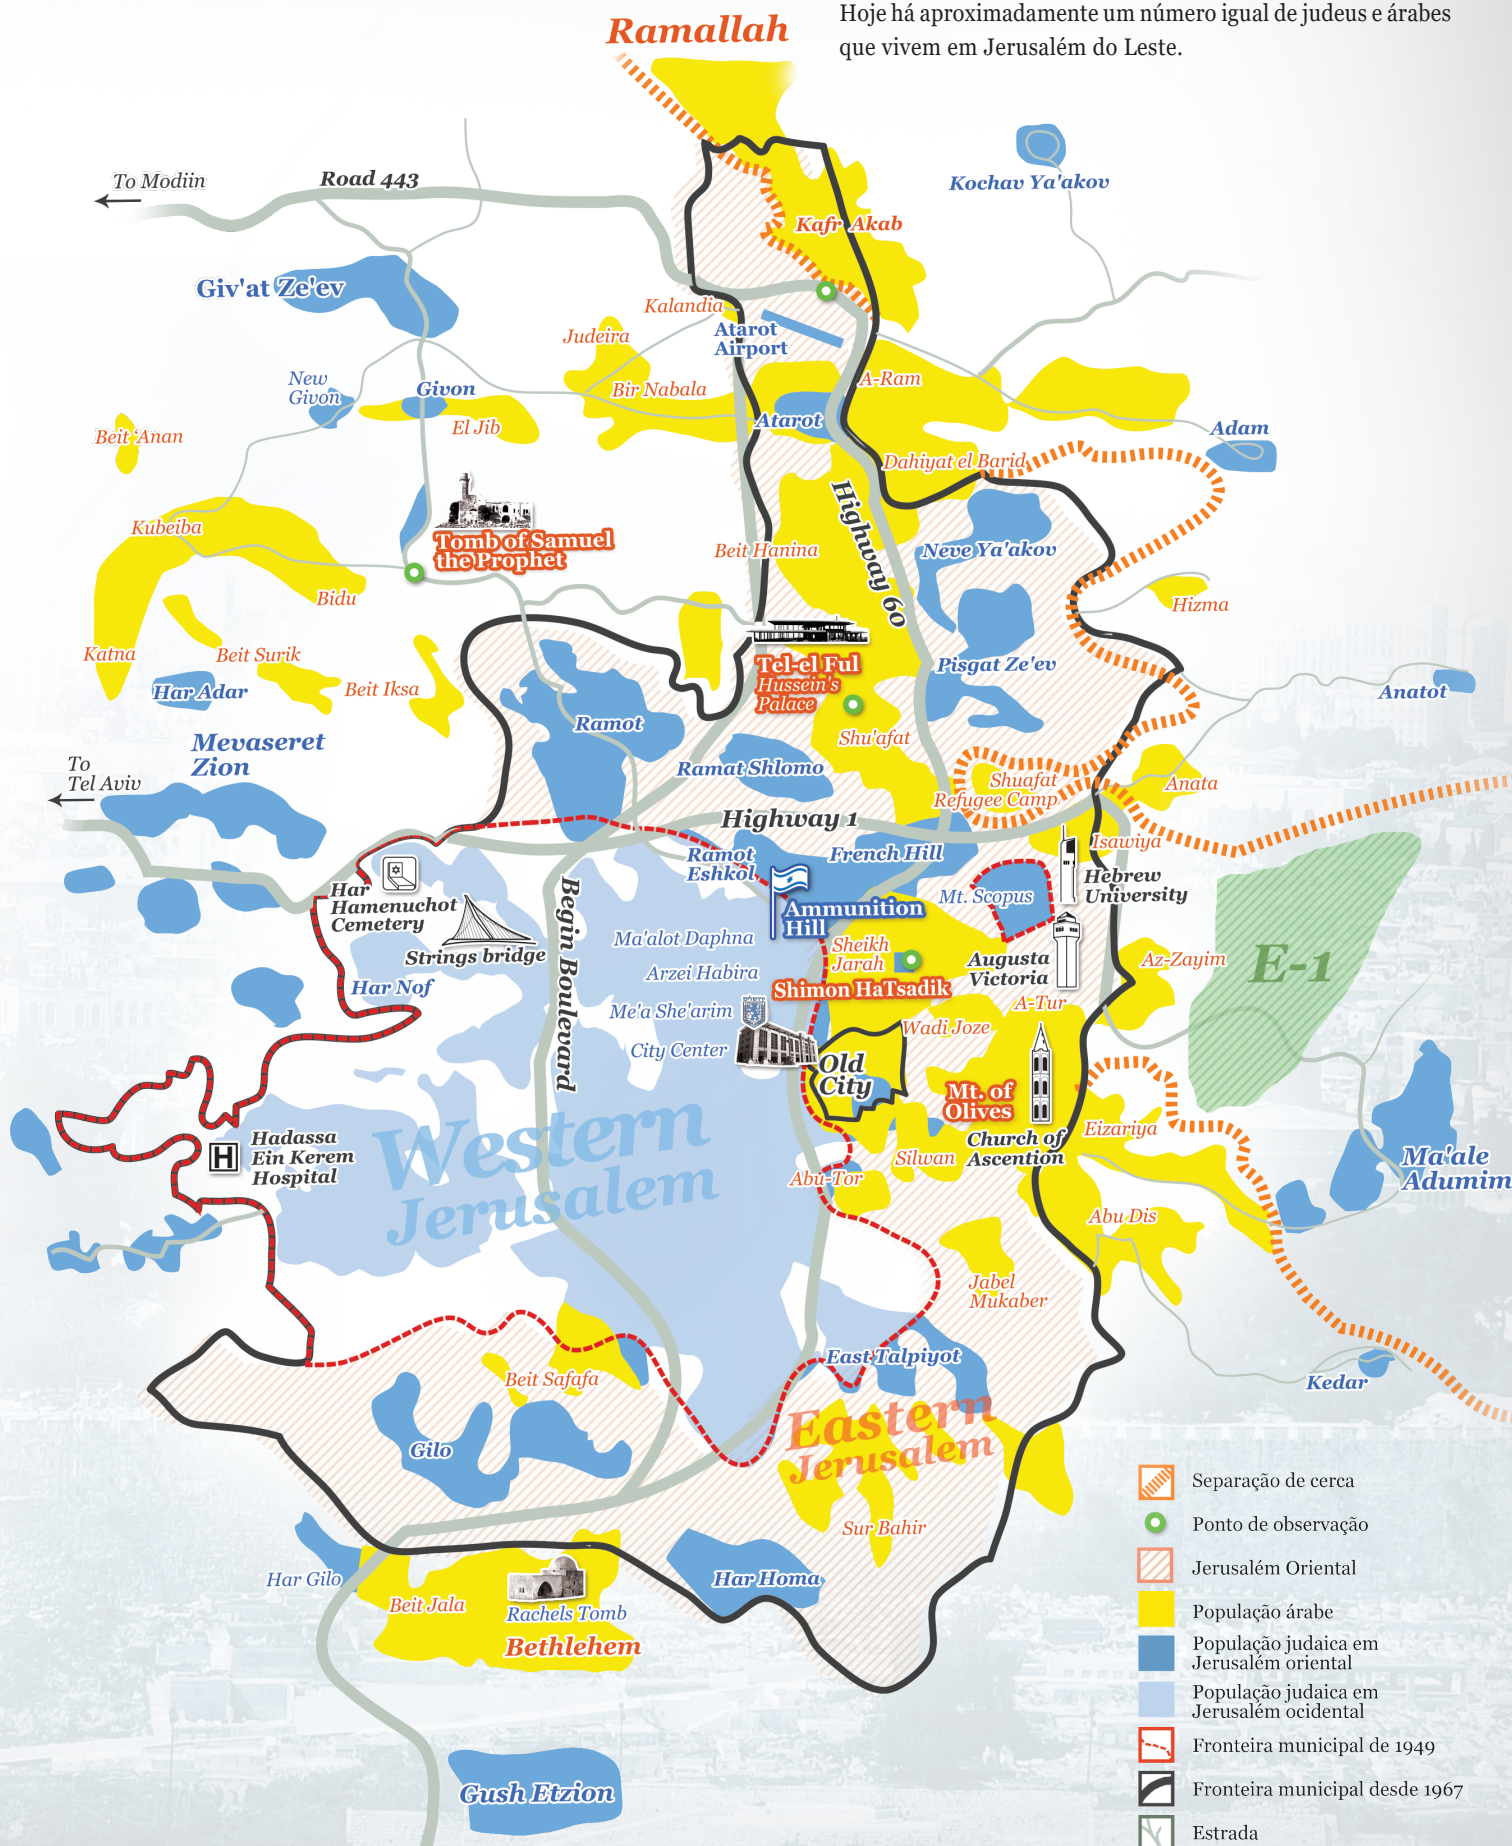 Hoje há aproximadamente um número igual de judeus e árabes
que vivem em Jerusalém do Leste.
Ramallah
To Modiin
Road 443
Kochav Ya'akov
Kafr Akab
Giv'at Ze'ev
Kalandia
Judeira
Atarot
Airport
New
Givon
Givon
Bir Nabala
A-Ram
El Jib
Atarot
Beit 'Anan
Adam
Dahiyat el Barid
Highway 60
Kubeiba
Tomb of Samuel
the Prophet
Beit Hanina
Neve Ya'akov
Bidu
Hizma
Katna
Beit Surik
Beit Iksa
Har Adar
Tel-el Ful
Hussein's
Palace
Pisgat Ze'ev
Anatot
Ramot
Shu'afat
Mevaseret
Zion
To
Tel Aviv
Ramat Shlomo
Shuafat
Refugee Camp
Anata
Highway 1
Isawiya
Ramot
Eshkol
French Hill
Har
Hamenuchot
Cemetery
Begin Boulevard
Mt. Scopus
Hebrew
University
Ammunition
Hill
Strings bridge
Ma'alot Daphna
Sheikh
Jarah
Augusta
Victoria
Az-Zayim
E-1
Arzei Habira
Har Nof
Shimon HaTsadik
A-Tur
Me'a She'arim
Wadi Joze
City Center
Old
City
Mt. of
Olives
Hadassa
Ein Kerem
Hospital
H
Western
Jerusalem
Church of
Ascention
Eizariya
Silwan
Ma'ale
Adumim
Abu-Tor
Abu Dis
Jabel
Mukaber
East Talpiyot
Beit Safafa
Kedar
Gilo
Eastern
Jerusalem
Sur Bahir
Har Gilo
Har Homa
Beit Jala
Rachels Tomb
Bethlehem
Gush Etzion
Separação de cerca
Ponto de observação
Jerusalém Oriental
População árabe
População judaica em
Jerusalém oriental
População judaica em
Jerusalém ocidental
Fronteira municipal de 1949
Fronteira municipal desde 1967
Estrada